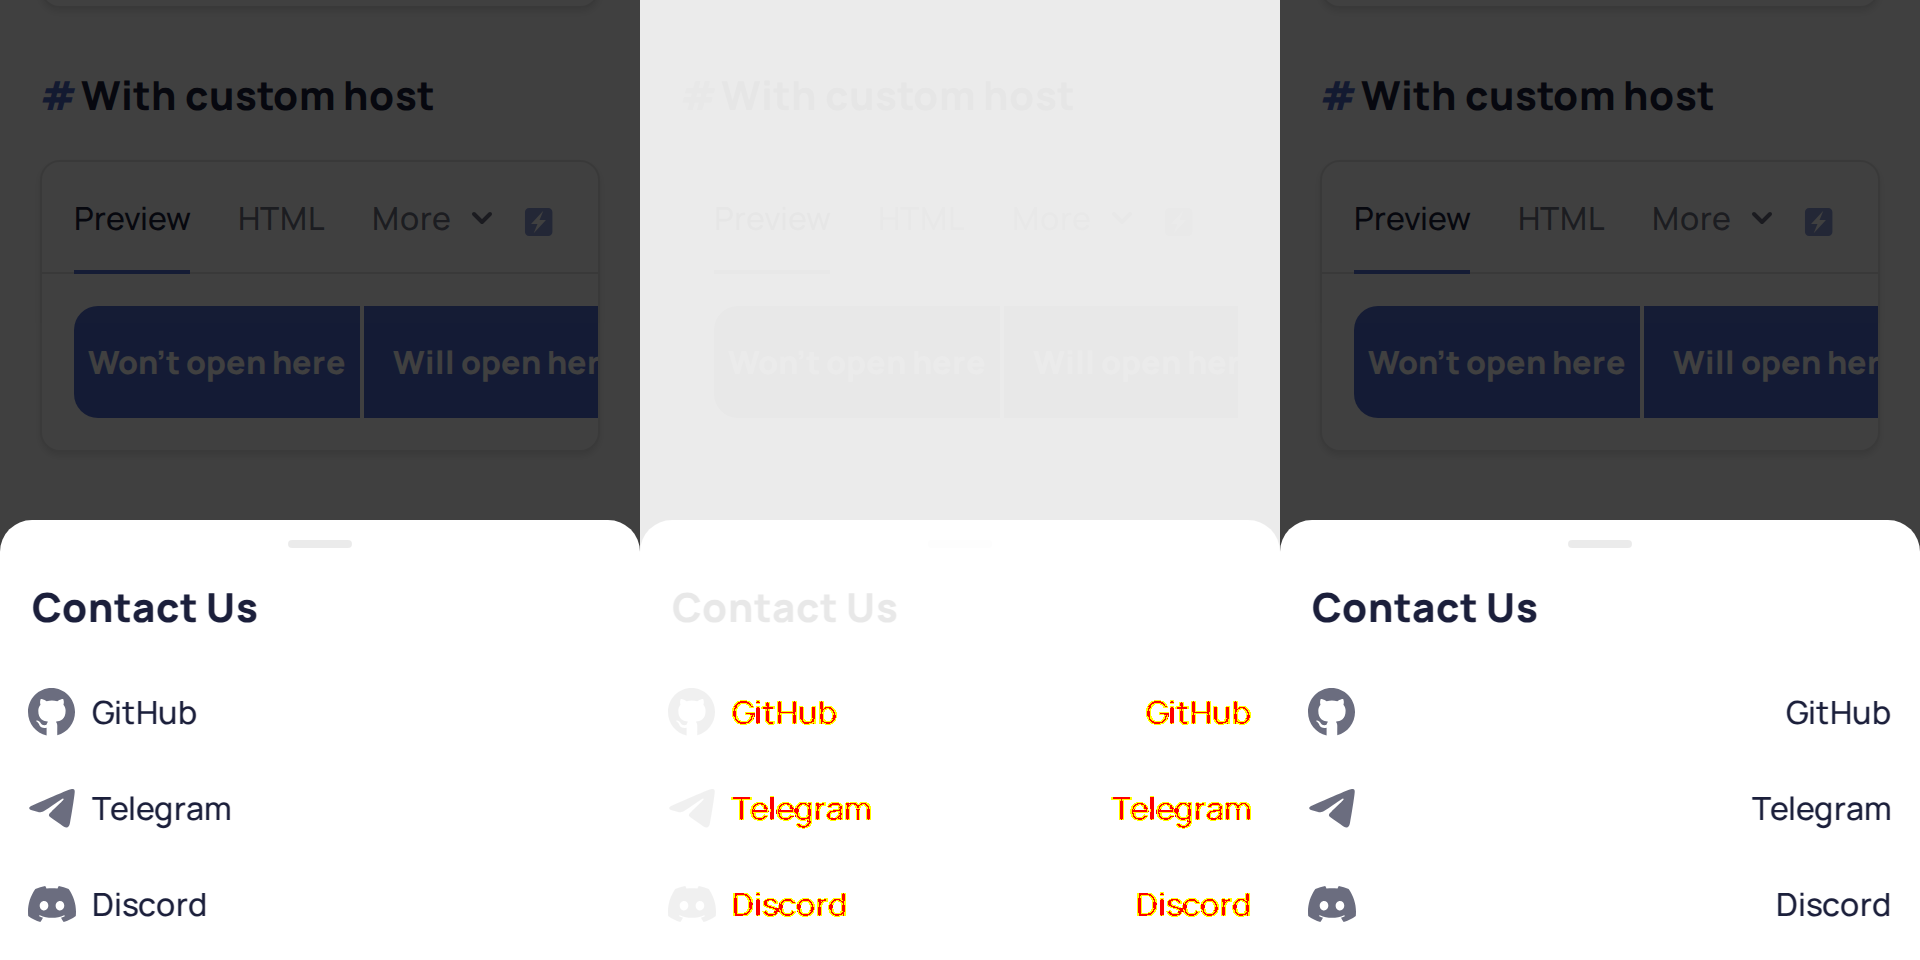 # With custom host
Preview HTML More
Won't open here Will open her
Contact Us
GitHub
Telegram
Discord
# With custom host
Preview HTML More
Won't open here Will open her
Contact Us
GitHub GitHub
Telegram Telegram
Discord Discord
# With custom host
Preview HTML More
Won't open here Will open her
Contact Us
GitHub
Telegram
Discord